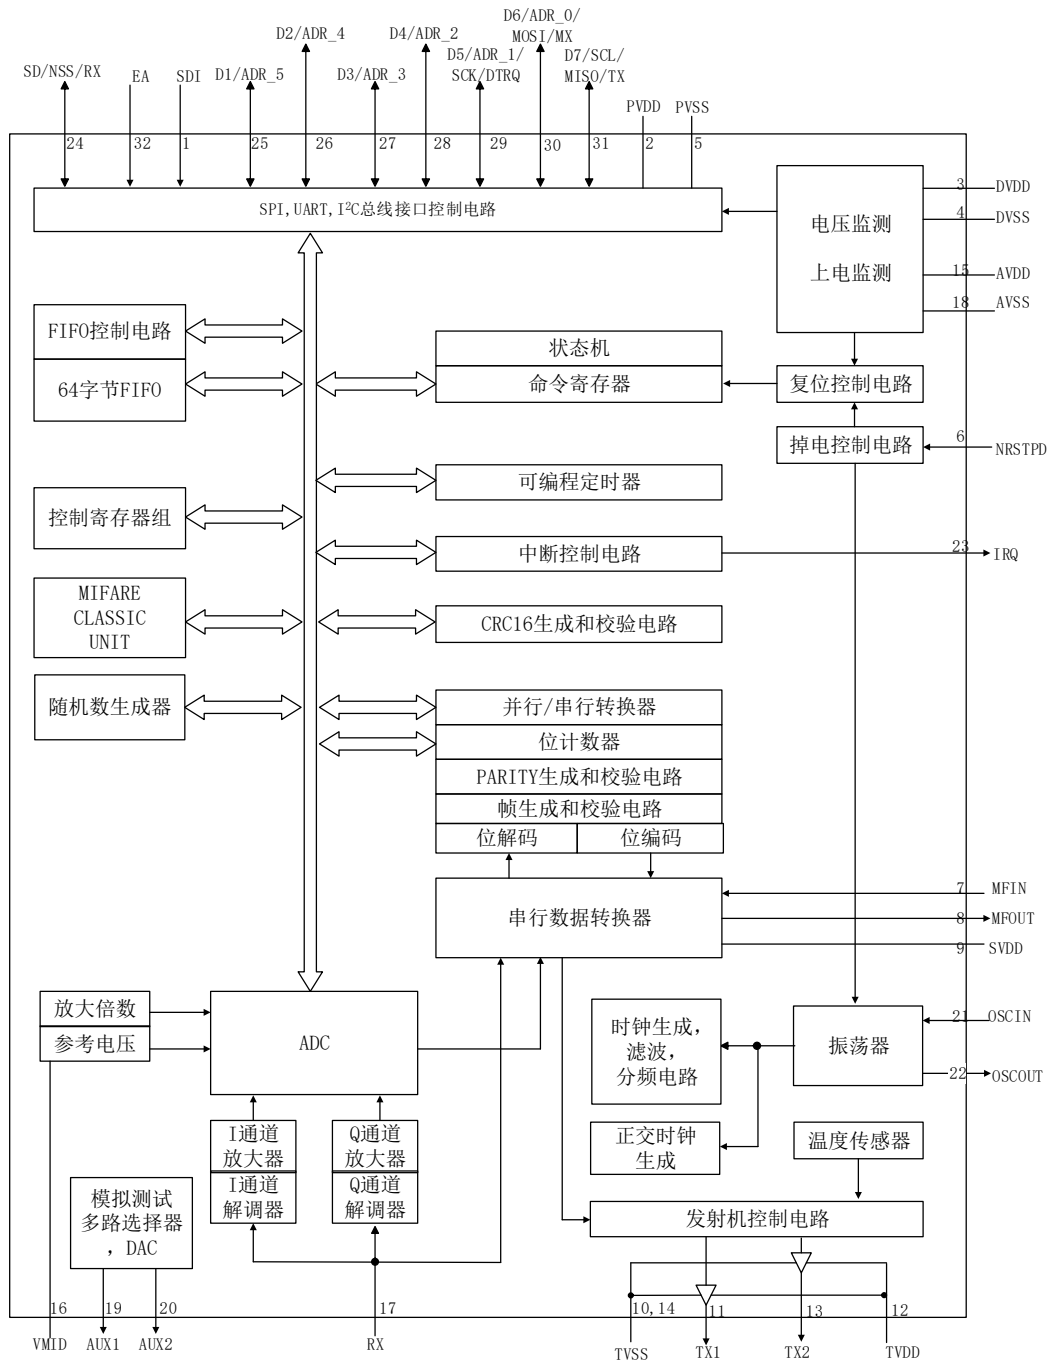 D6/ADR_0/
MOSI/MX
D2/ADR_4
D4/ADR_2
D5/ADR_1/
SCK/DTRQ
D7/SCL/
MISO/TX
SD/NSS/RX
EA
SDI
D1/ADR_5
D3/ADR_3
PVDD
PVSS
24
32
1
25
26
27
28
29
30
31
2
5
SPI,UART,I²C总线接口控制电路
电压监测
上电监测
3
DVDD
4
DVSS
15
AVDD
18
AVSS
FIFO控制电路
64字节FIFO
状态机
命令寄存器
复位控制电路
掉电控制电路
6
NRSTPD
可编程定时器
控制寄存器组
中断控制电路
23
IRQ
MIFARE
CLASSIC
UNIT
CRC16生成和校验电路
随机数生成器
并行/串行转换器
位计数器
PARITY生成和校验电路
帧生成和校验电路
位解码
位编码
串行数据转换器
7
MFIN
8
MFOUT
9
SVDD
放大倍数
参考电压
ADC
时钟生成,
滤波,
分频电路
振荡器
21
OSCIN
22
OSCOUT
I通道
放大器
I通道
解调器
Q通道
放大器
Q通道
解调器
正交时钟
生成
温度传感器
模拟测试
多路选择器
,DAC
发射机控制电路
16
19
20
17
10,14
11
13
12
VMID
AUX1
AUX2
RX
TVSS
TX1
TX2
TVDD